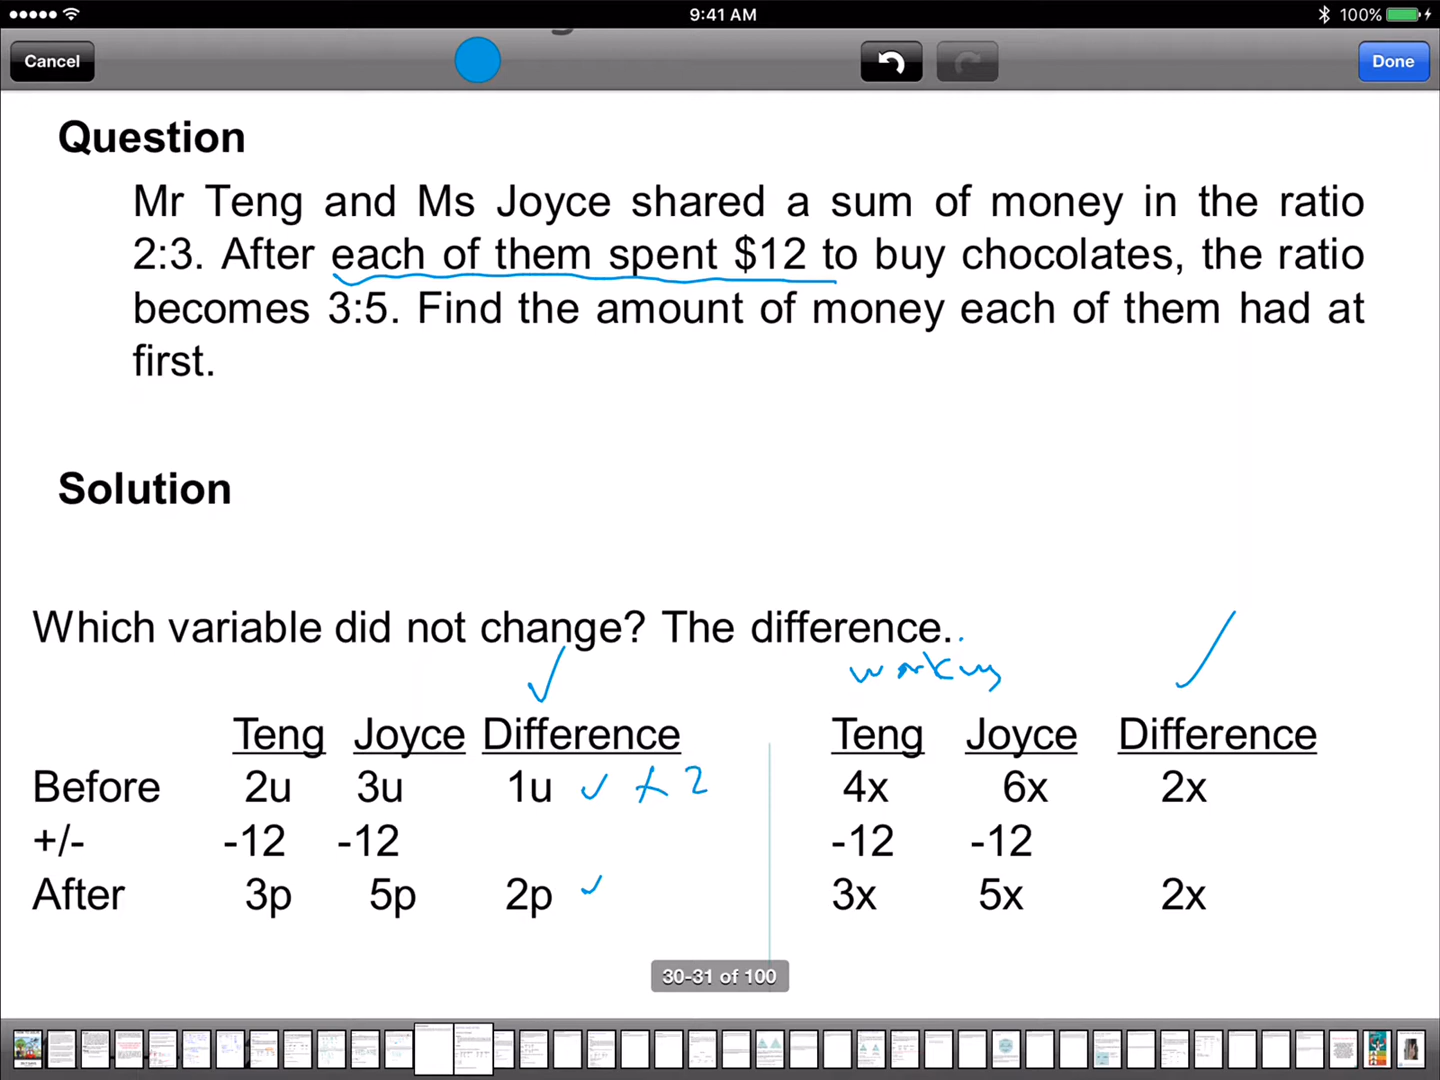 9:41 AM
100%
Cancel
Done
Question
Mr Teng and Ms Joyce shared a sum of money in the ratio
2:3. After each of them spent $12 to buy chocolates, the ratio
becomes 3:5. Find the amount of money each of them had at
first.
Solution
Which variable did not change? The difference..
working
Teng Joyce Difference Teng Joyce Difference
Before 2u 3u 1u ✓ × 2 4x 6x 2x
+/- -12 -12 -12 -12
After 3p 5p 2p ✓ 3x 5x 2x
30-31 of 100